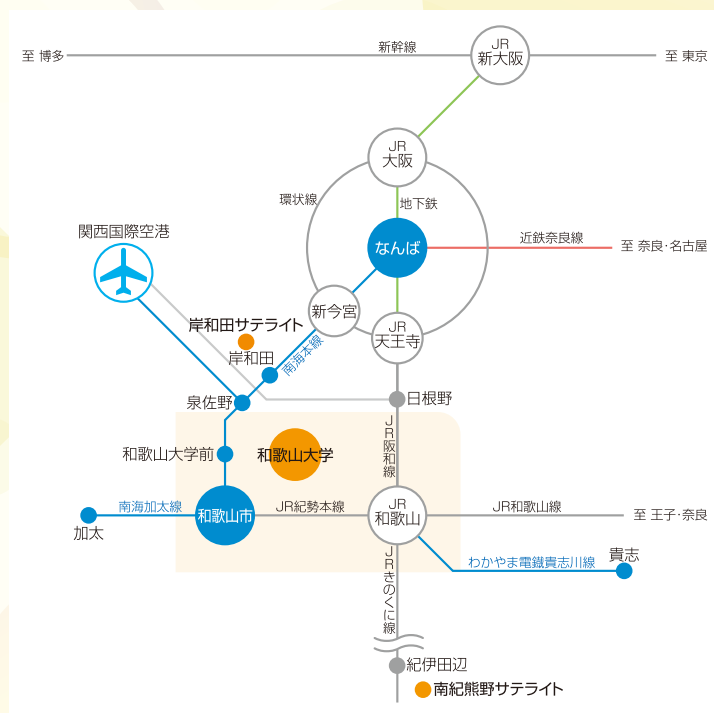 至 博多
新幹線
JR
新大阪
至 東京
JR
大阪
環状線
地下鉄
関西国際空港
なんば
近鉄奈良線
至 奈良・名古屋
新今宮
岸和田サテライト
JR
天王寺
岸和田
南海本線
泉佐野
日根野
JR阪和線
和歌山大学前
和歌山大学
南海加太線
和歌山市
JR紀勢本線
JR
和歌山
JR和歌山線
至 王子・奈良
加太
わかやま電鐵貴志川線
貴志
JRきのくに線
紀伊田辺
南紀熊野サテライト